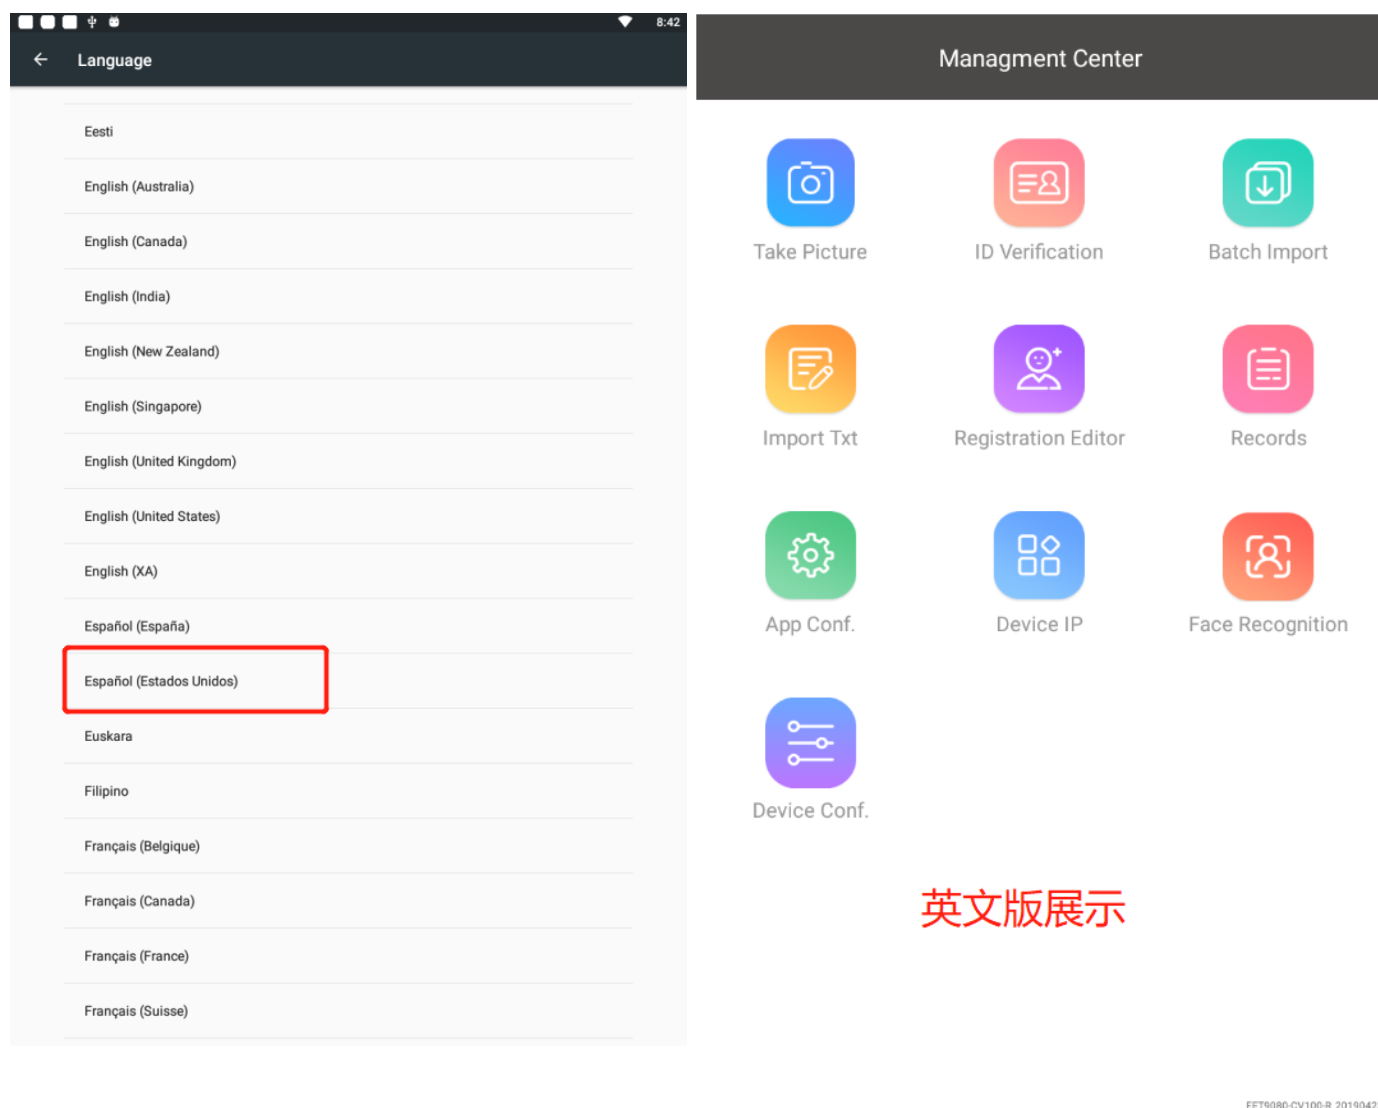 8:42
Language
Eesti
English (Australia)
English (Canada)
English (India)
English (New Zealand)
English (Singapore)
English (United Kingdom)
English (United States)
English (XA)
Español (España)
Español (Estados Unidos)
Euskara
Filipino
Français (Belgique)
Français (Canada)
Français (France)
Français (Suisse)
Managment Center
Take Picture
ID Verification
Batch Import
Import Txt
Registration Editor
Records
App Conf.
Device IP
Face Recognition
Device Conf.
英文版展示